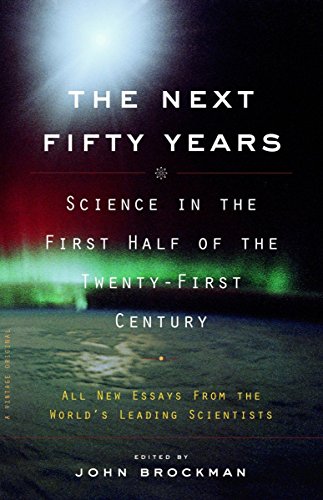 THE NEXT
FIFTY YEARS
SCIENCE IN THE
FIRST HALF OF THE
TWENTY-FIRST
CENTURY
ALL NEW ESSAYS FROM THE
WORLD'S LEADING SCIENTISTS
EDITED BY
JOHN BROCKMAN
A VINTAGE ORIGINAL